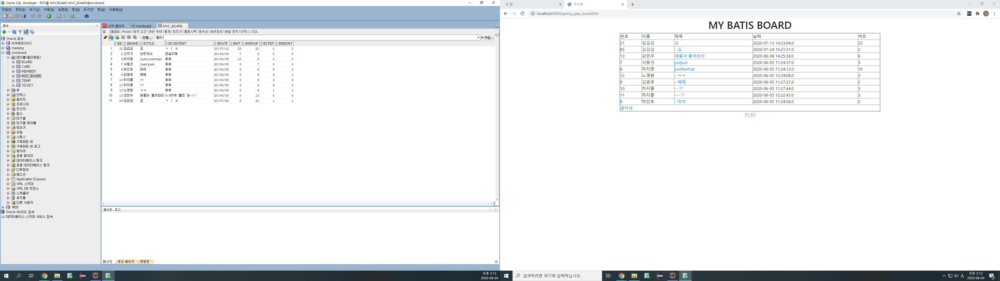 Oracle SQL Developer : 테이블 MVCBOARD.MVC_BOARD@mvcboard
파일(F) 편집(E) 보기(V) 이동(N) 실행(R) 팀(M) 도구(T) 창(W) 도움말(H)
접속
Oracle 접속
HOMEBOOK2
madang
mvcboard
테이블(필터링됨)
BOARD
CARD
MEMBER
MVC_BOARD
TEMP
TICKET
뷰
인덱스
패키지
프로시저
연산자
함수
대기열
대기열 테이블
트리거
유형
시퀀스
구체화된 뷰
구체화된 뷰 로그
동의어
공용 동의어
데이터베이스 링크
공용 데이터베이스 링크
디렉토리
에디션
Application Express
XML 스키마
XML DB 저장소
스케줄러
휴지통
다른 사용자
WEB
Oracle NoSQL 접속
데이터베이스 스키마 서비스 접속
시작 페이지 mvcboard MVC_BOARD
열 데이터 Model 제약 조건 권한 부여 통계 트리거 플래시백 종속성 세부정보 분할 영역 인덱스 SQL
정렬... 필터: 작업...
BID BNAME BTITLE BCONTENT BDATE BHIT BGROUP BSTEP BINDENT
1 21 김김김 김 ㄱ ㅣ ㅁ 20/07/13 22 21 0 0
2 5 산지기 눈먼처녀 문설주에 20/06/04 7 5 0 0
3 6 하지종 justlikethat 후후 20/06/05 10 6 0 0
4 7 서동건 justjust 후후 20/06/05 3 7 0 0
5 8 허진호 머여 후후 20/06/05 2 6 5 1
6 9 김광호 헤헤 후후 20/06/05 2 6 2 1
7 10 하지졸 ?? 후후 20/06/05 3 6 3 2
8 11 하지좋 ?? 후후 20/06/05 3 6 4 3
9 12 노영환 ㅋㅋ 후후 20/06/05 3 6 1 1
10 13 강민우 애들아 들어와라 5:5하게 빨리 와~!!! 20/06/08 6 13 0 0
11 85 김김김 김 ㄱ ㅣ ㅁ 20/07/24 2 21 1 1
메시지 - 로그
메시지 로깅 페이지 명령문
오후 3:13
2020-08-04
새 탭 리스트
localhost:8000/spring_gejo_board/list
01
MY BATIS BOARD
번호 이름 제목 날짜 히트
21 김김김 김 2020-07-13 14:23:04.0 22
85 김김김 - 김 2020-07-24 15:21:31.0 2
13 강민우 애들아 들어와라 2020-06-08 14:25:38.0 6
7 서동건 justjust 2020-06-05 11:24:37.0 3
6 하지종 justlikethat 2020-06-05 11:24:12.0 10
12 노영환 - ㅋㅋ 2020-06-05 12:24:08.0 3
9 김광호 - 헤헤 2020-06-05 11:27:27.0 2
10 하지졸 -- ?? 2020-06-05 11:27:44.0 3
11 하지좋 --- ?? 2020-06-05 12:22:43.0 3
8 허진호 - 머여 2020-06-05 11:24:58.0 2
글작성
[1] [2]
검색하려면 여기에 입력하십시오.
A
오후 3:13
2020-08-04
2